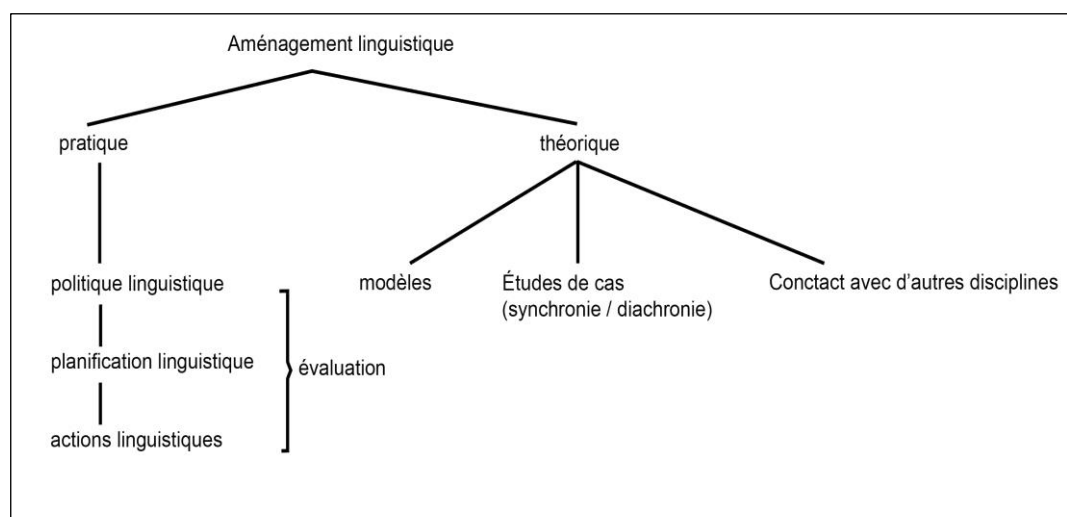 Aménagement linguistique
pratique
théorique
politique linguistique
modèles
Études de cas
(synchronie / diachronie)
Conctact avec d'autres disciplines
planification linguistique
évaluation
actions linguistiques